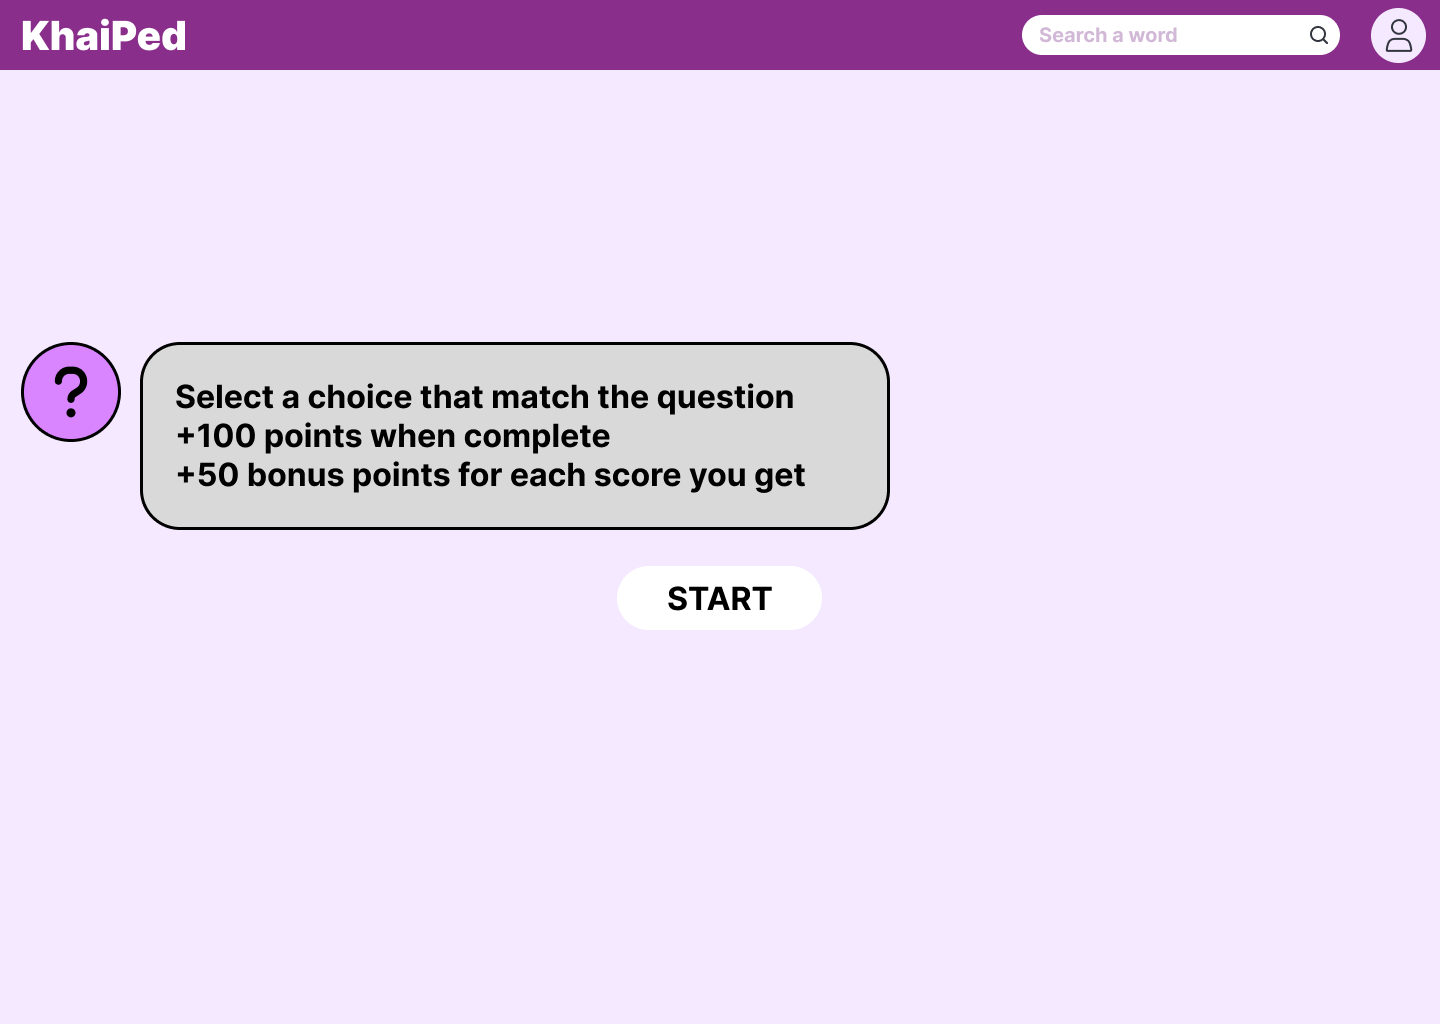 KhaiPed
Search a word
?
Select a choice that match the question
+100 points when complete
+50 bonus points for each score you get
START